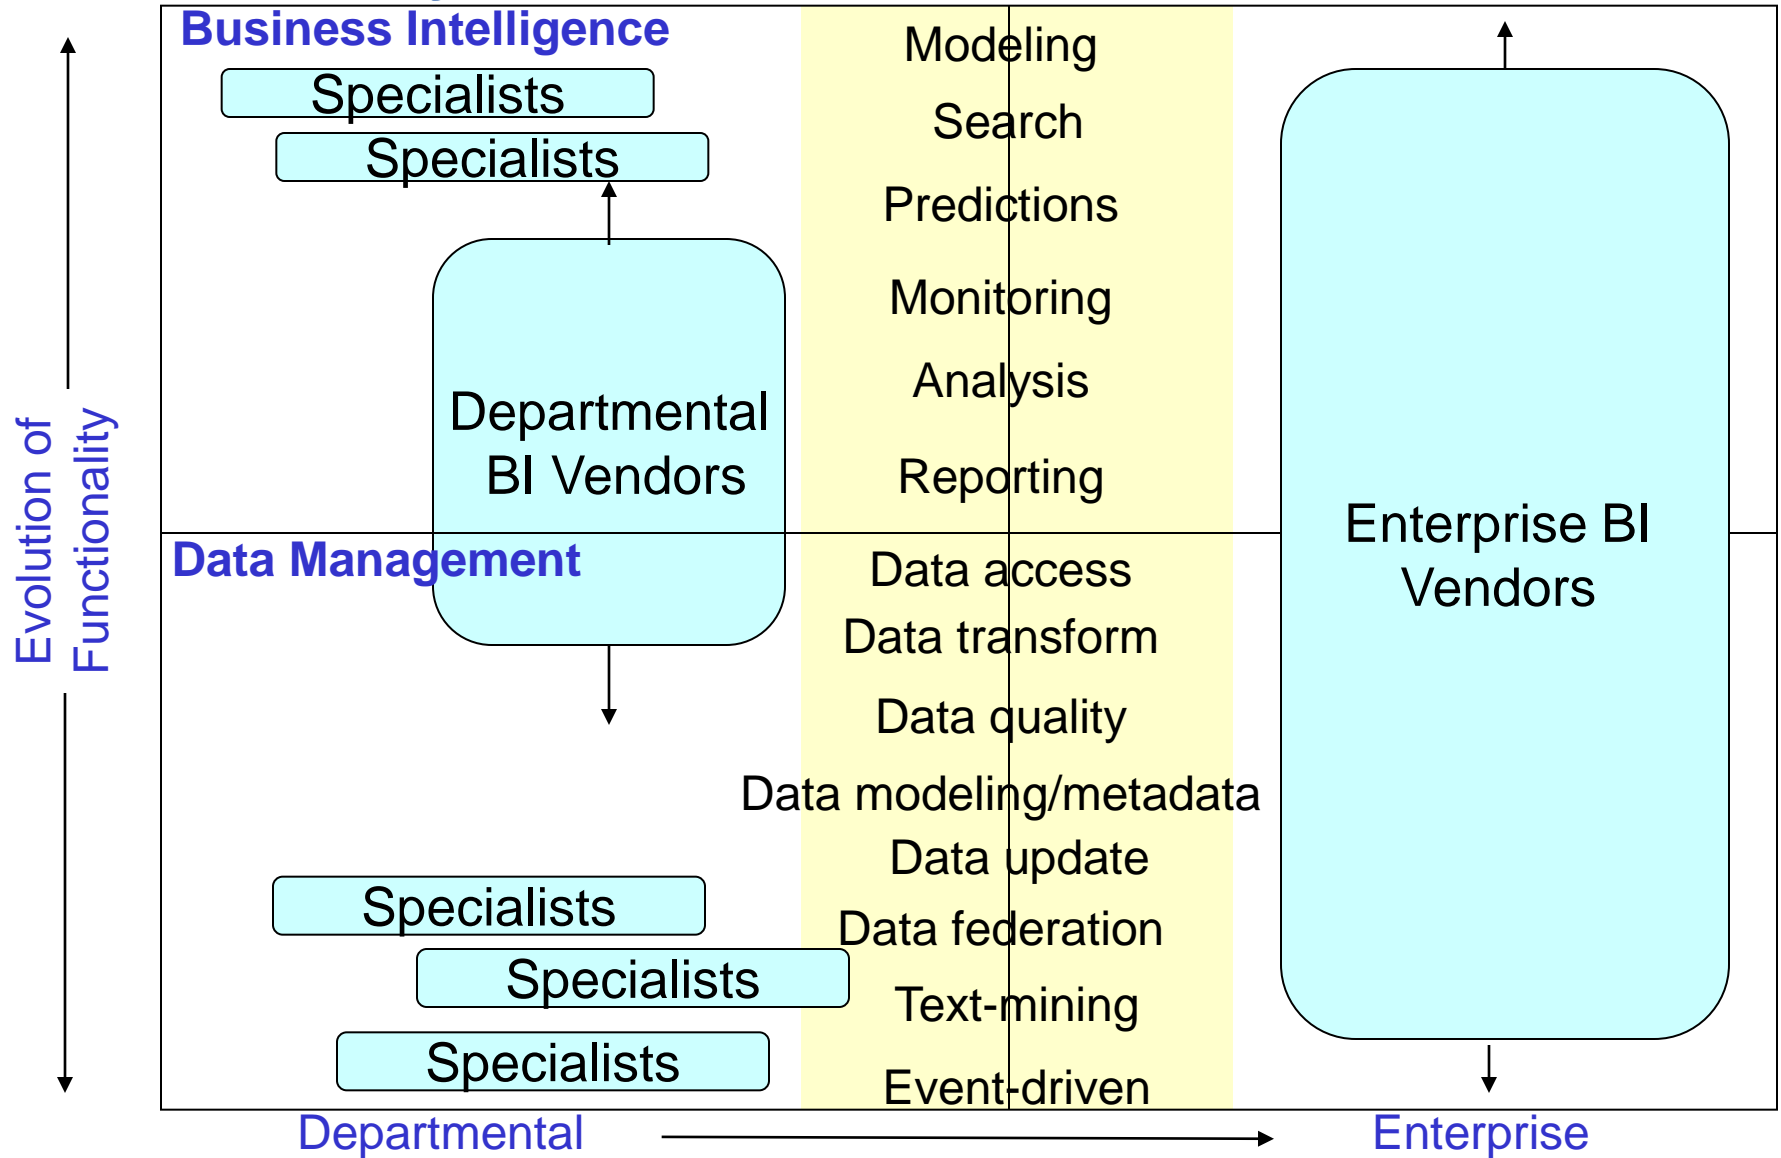 Business Intelligence
Specialists
Specialists
Departmental
BI Vendors
Modeling
Search
Predictions
Monitoring
Analysis
Reporting
Enterprise BI
Vendors
Evolution of
Functionality
Data Management
Data access
Data transform
Data quality
Data modeling/metadata
Data update
Data federation
Text-mining
Event-driven
Specialists
Specialists
Specialists
Departmental
Enterprise